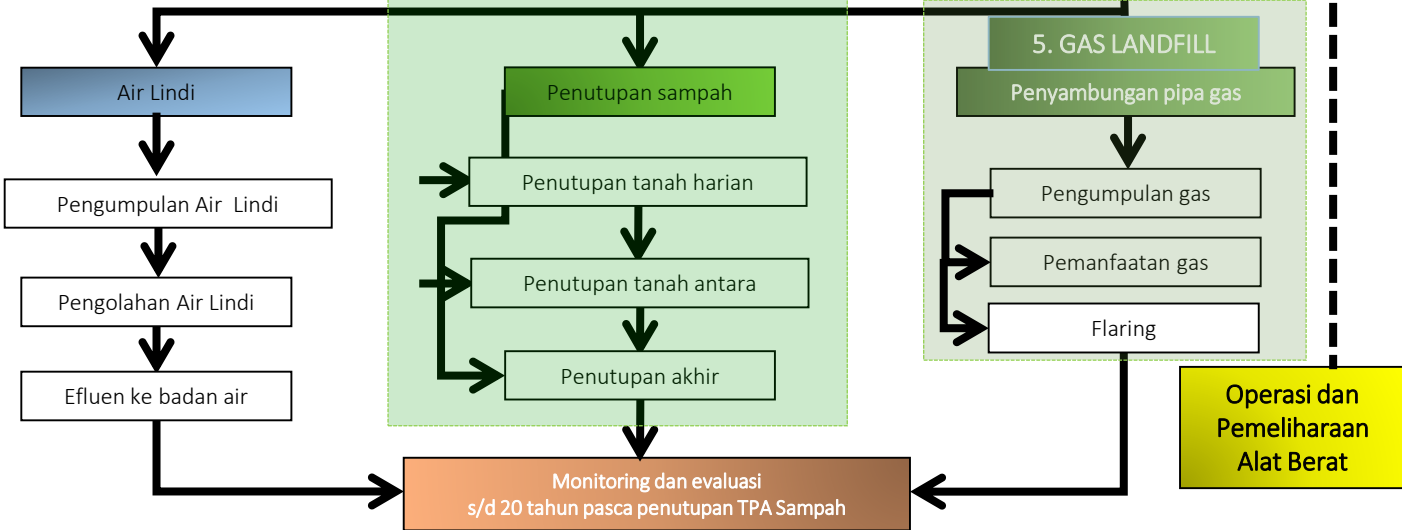 Air Lindi
Pengumpulan Air Lindi
Pengolahan Air Lindi
Efluen ke badan air
Penutupan sampah
Penutupan tanah harian
Penutupan tanah antara
Penutupan akhir
5. GAS LANDFILL
Penyambungan pipa gas
Pengumpulan gas
Pemanfaatan gas
Flaring
Operasi dan
Pemeliharaan
Alat Berat
Monitoring dan evaluasi
s/d 20 tahun pasca penutupan TPA Sampah